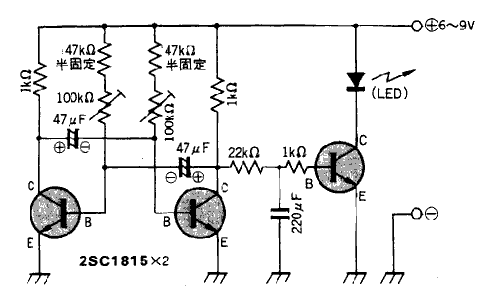 ⊕6~9V
47kΩ
半固定
47kΩ
半固定
1kΩ
100kΩ
100kΩ
1kΩ
(LED)
47μF
⊕ ⊖
47μF
⊖ ⊕
22kΩ
1kΩ
220μF
C
B
E
C
B
E
C
B
E
⊖
2SC1815×2